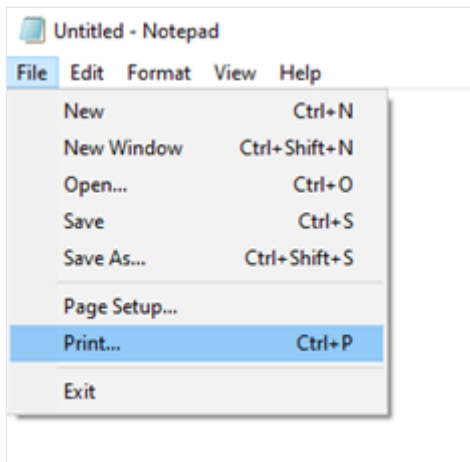 Untitled - Notepad
File Edit Format View Help
New Ctrl+N
New Window Ctrl+Shift+N
Open... Ctrl+O
Save Ctrl+S
Save As... Ctrl+Shift+S
Page Setup...
Print... Ctrl+P
Exit